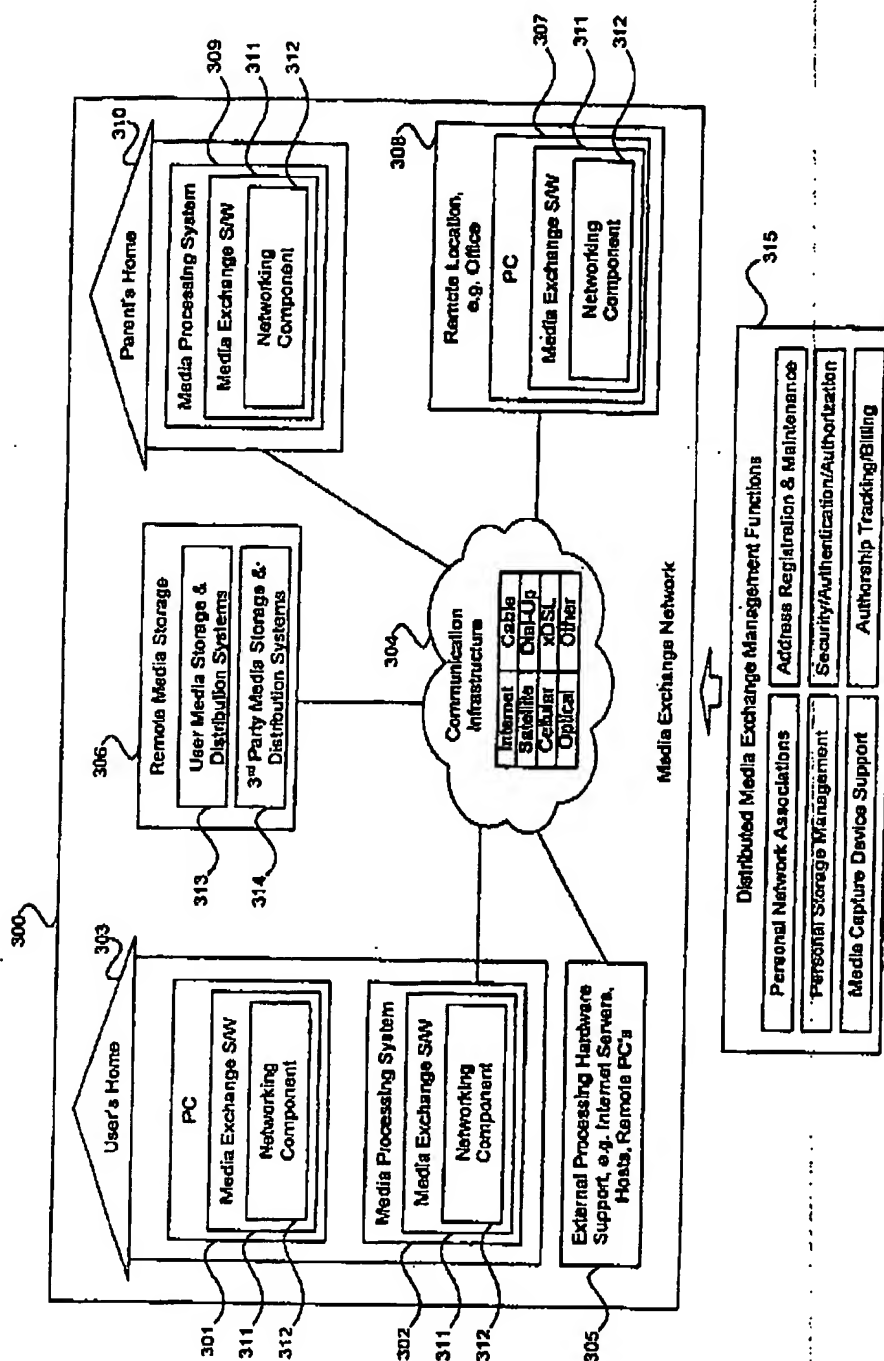 300
303
User's Home
PC
Media Exchange S/W
Networking
Component
301
311
312
Media Processing System
Media Exchange S/W
Networking
Component
302
311
312
External Processing Hardware
Support, e.g. Internet Servers,
Hosts, Remote PC's
305
306
Remote Media Storage
User Media Storage &
Distribution Systems
3rd Party Media Storage &
Distribution Systems
313
314
304
Communication
Infrastructure
Internet Cable
Satellite Dial-Up
Cellular xDSL
Optical Other
310
Parent's Home
Media Processing System
Media Exchange S/W
Networking
Component
309
311
312
308
Remote Location,
e.g. Office
PC
Media Exchange S/W
Networking
Component
307
311
312
Media Exchange Network
315
Distributed Media Exchange Management Functions
Personal Network Associations
Address Registration & Maintenance
Personal Storage Management
Security/Authentication/Authorization
Media Capture Device Support
Authorship Tracking/Billing